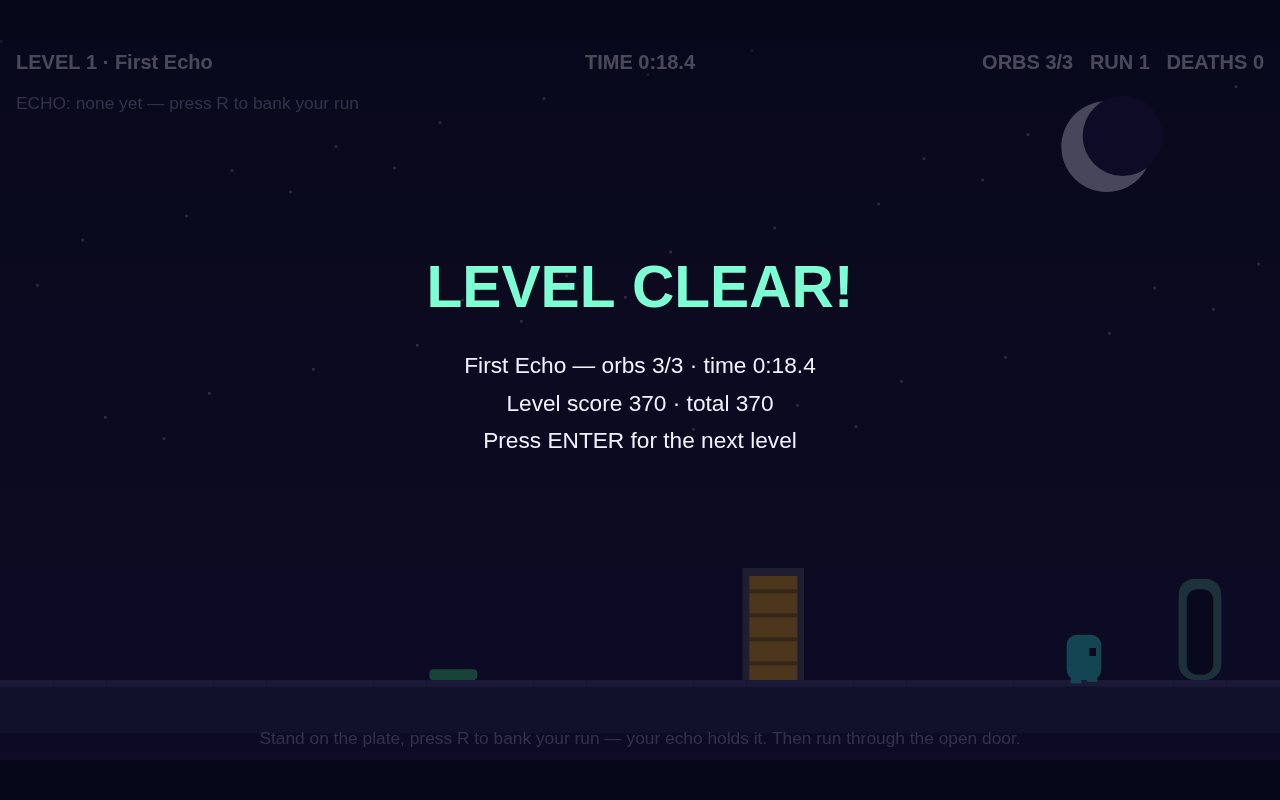 LEVEL 1 · First Echo
TIME 0:18.4
ORBS 3/3 RUN 1 DEATHS 0
ECHO: none yet — press R to bank your run
LEVEL CLEAR!
First Echo — orbs 3/3 · time 0:18.4
Level score 370 · total 370
Press ENTER for the next level
Stand on the plate, press R to bank your run — your echo holds it. Then run through the open door.